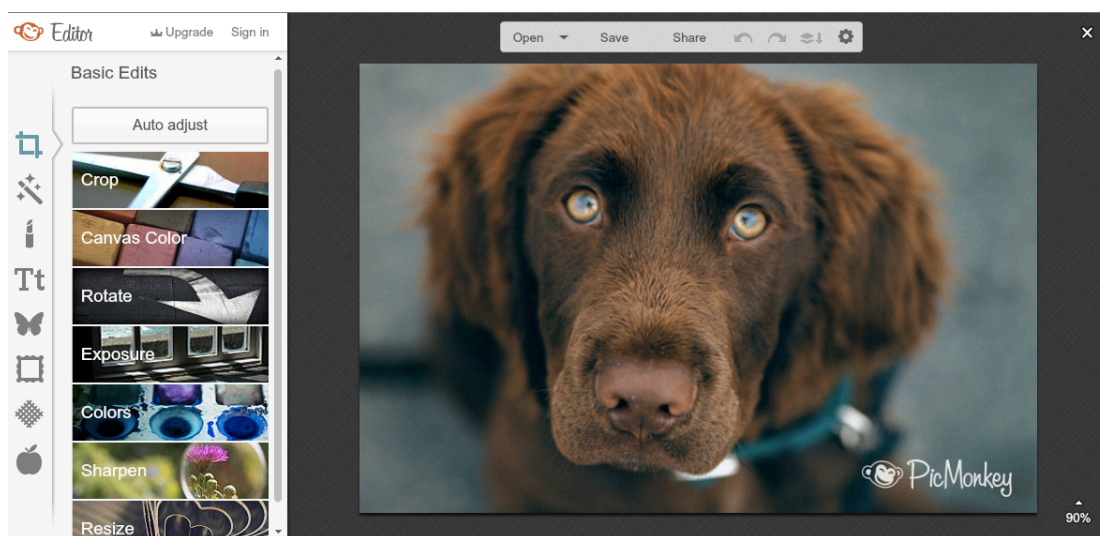 Editor
Upgrade
Sign in
Open
Save
Share
Basic Edits
Auto adjust
Crop
Canvas Color
Rotate
Exposure
Colors
Sharpen
Resize
Tt
PicMonkey
90%